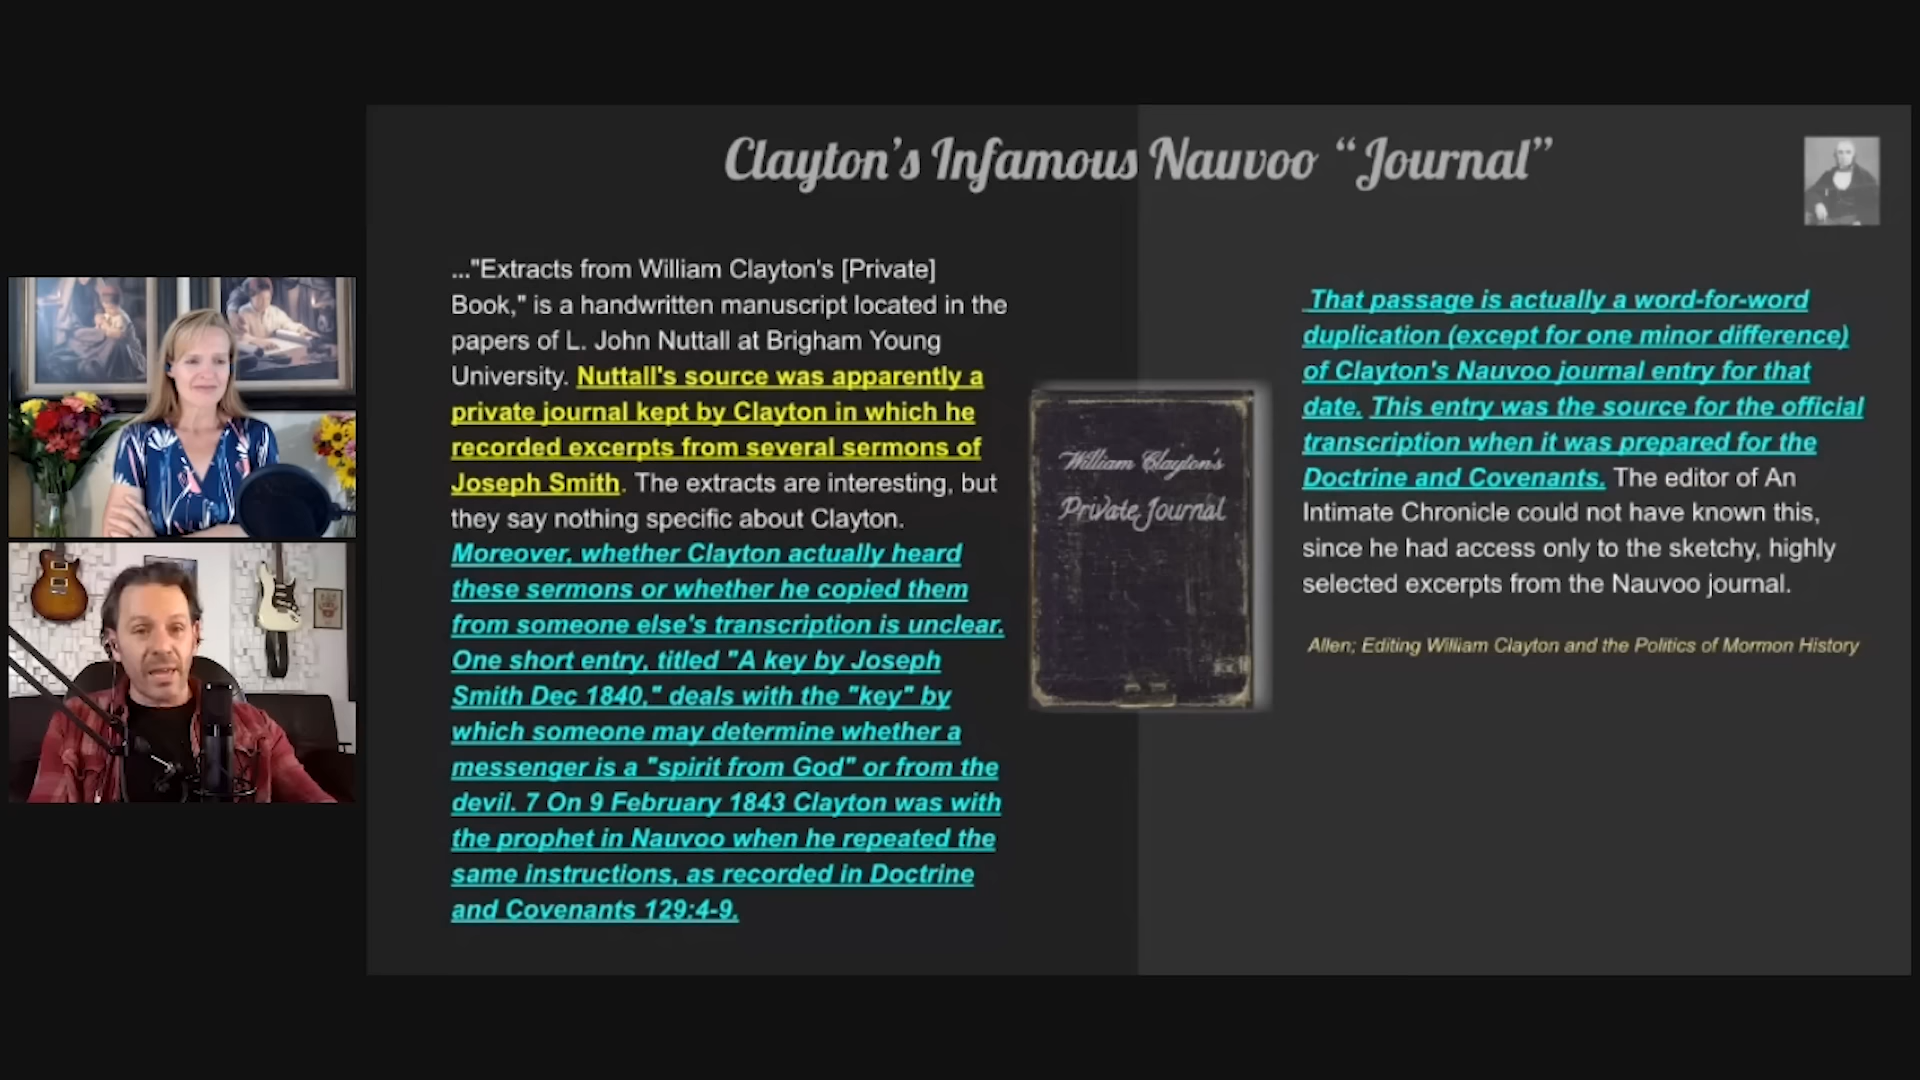 Clayton's Infamous Nauvoo “Journal”
..."Extracts from William Clayton's [Private]
Book," is a handwritten manuscript located in the
papers of L. John Nuttall at Brigham Young
University. Nuttall's source was apparently a
private journal kept by Clayton in which he
recorded excerpts from several sermons of
Joseph Smith. The extracts are interesting, but
they say nothing specific about Clayton.
Moreover, whether Clayton actually heard
these sermons or whether he copied them
from someone else's transcription is unclear.
One short entry, titled "A key by Joseph
Smith Dec 1840," deals with the "key" by
which someone may determine whether a
messenger is a "spirit from God" or from the
devil. 7 On 9 February 1843 Clayton was with
the prophet in Nauvoo when he repeated the
same instructions, as recorded in Doctrine
and Covenants 129:4-9.
William Clayton's
Private Journal
That passage is actually a word-for-word
duplication (except for one minor difference)
of Clayton's Nauvoo journal entry for that
date. This entry was the source for the official
transcription when it was prepared for the
Doctrine and Covenants. The editor of An
Intimate Chronicle could not have known this,
since he had access only to the sketchy, highly
selected excerpts from the Nauvoo journal.
Allen; Editing William Clayton and the Politics of Mormon History